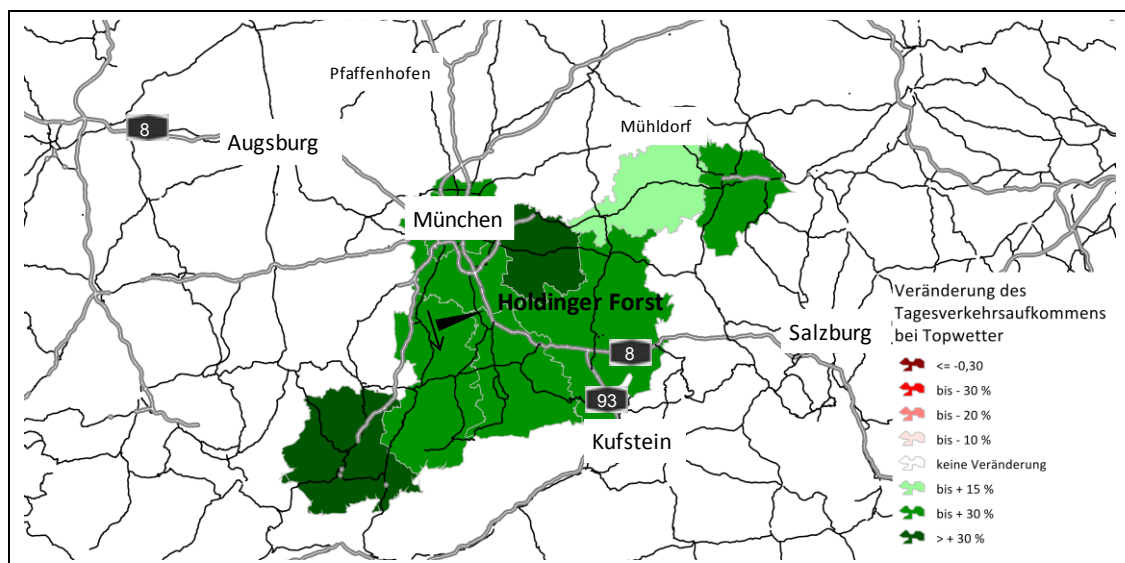 Pfaffenhofen
8
Augsburg
Mühldorf
München
Holdinger Forst
Salzburg
8
93
Kufstein
Veränderung des
Tagesverkehrsaufkommens
bei Topwetter
<= -0,30
bis - 30 %
bis - 20 %
bis - 10 %
keine Veränderung
bis + 15 %
bis + 30 %
> + 30 %